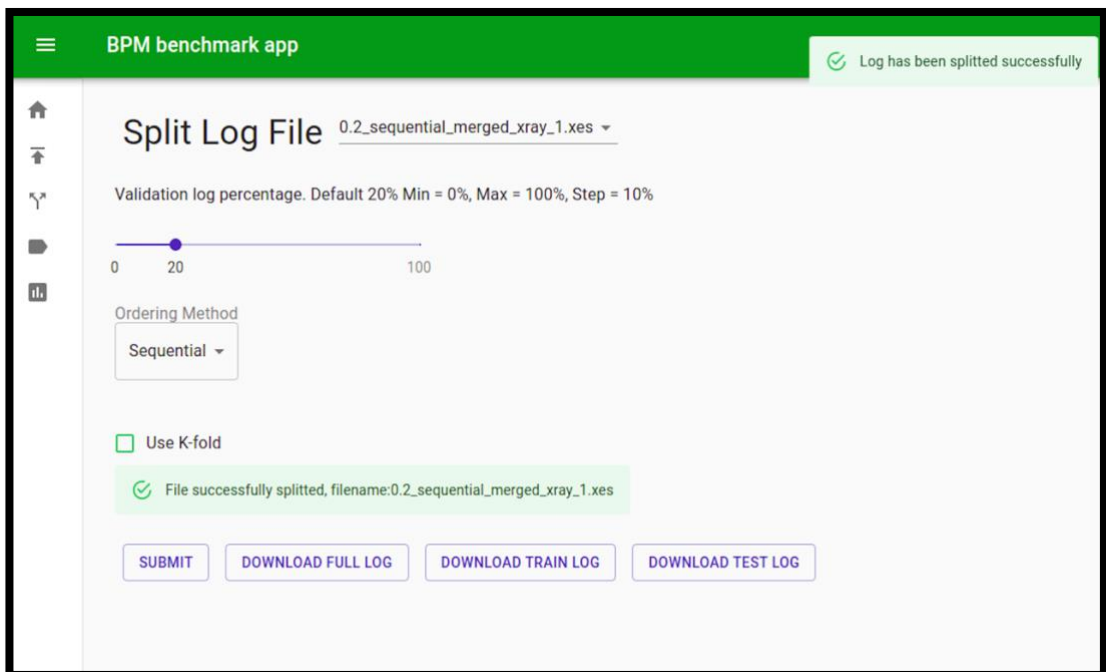 BPM benchmark app
Log has been splitted successfully
Split Log File 0.2_sequential_merged_xray_1.xes
Validation log percentage. Default 20% Min = 0%, Max = 100%, Step = 10%
0 20 100
Ordering Method
Sequential
Use K-fold
File successfully splitted, filename:0.2_sequential_merged_xray_1.xes
SUBMIT DOWNLOAD FULL LOG DOWNLOAD TRAIN LOG DOWNLOAD TEST LOG